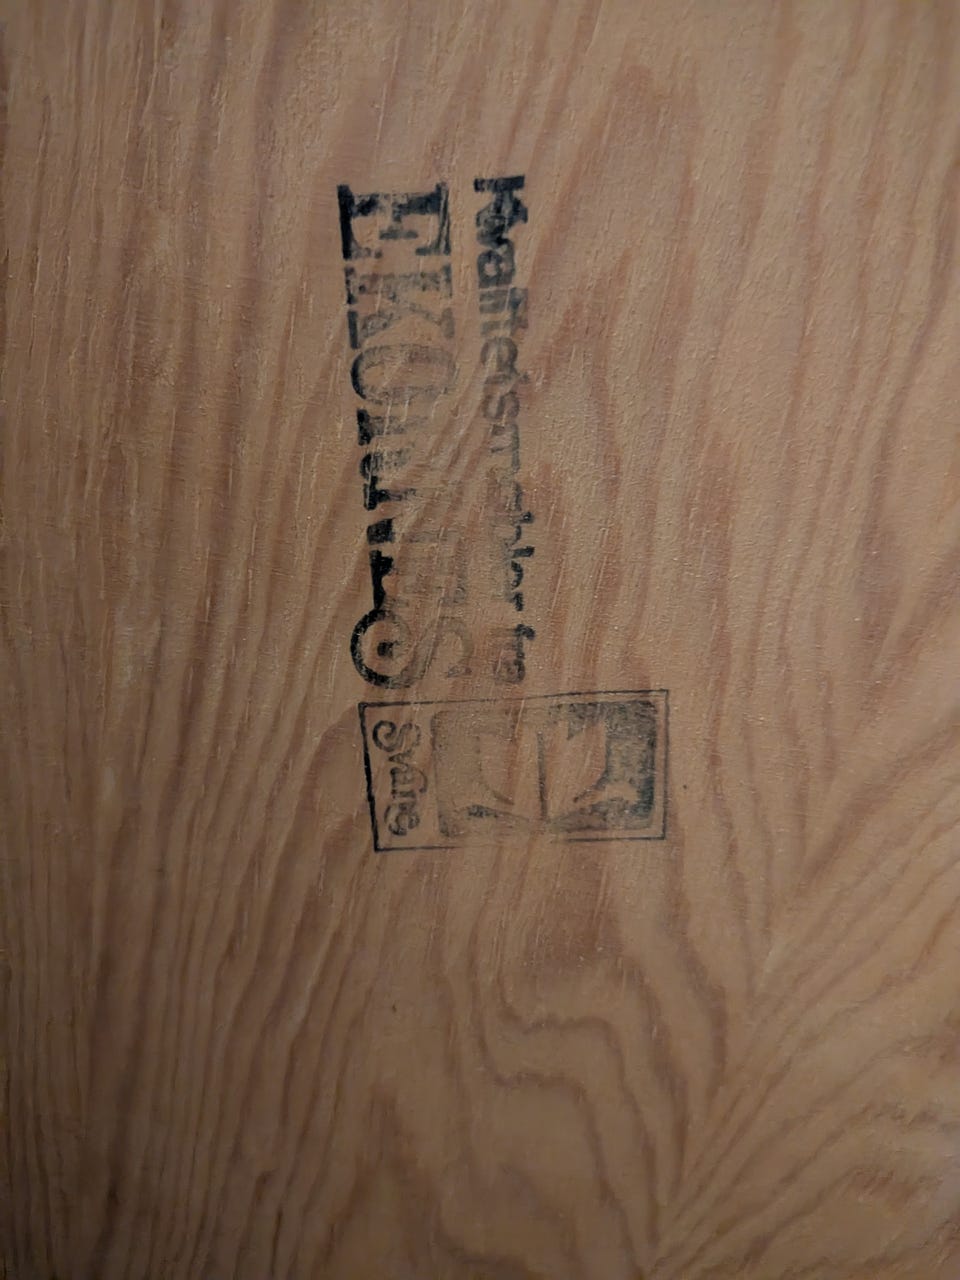 Kvalitetsmøbler fra
EKORNES
Svane